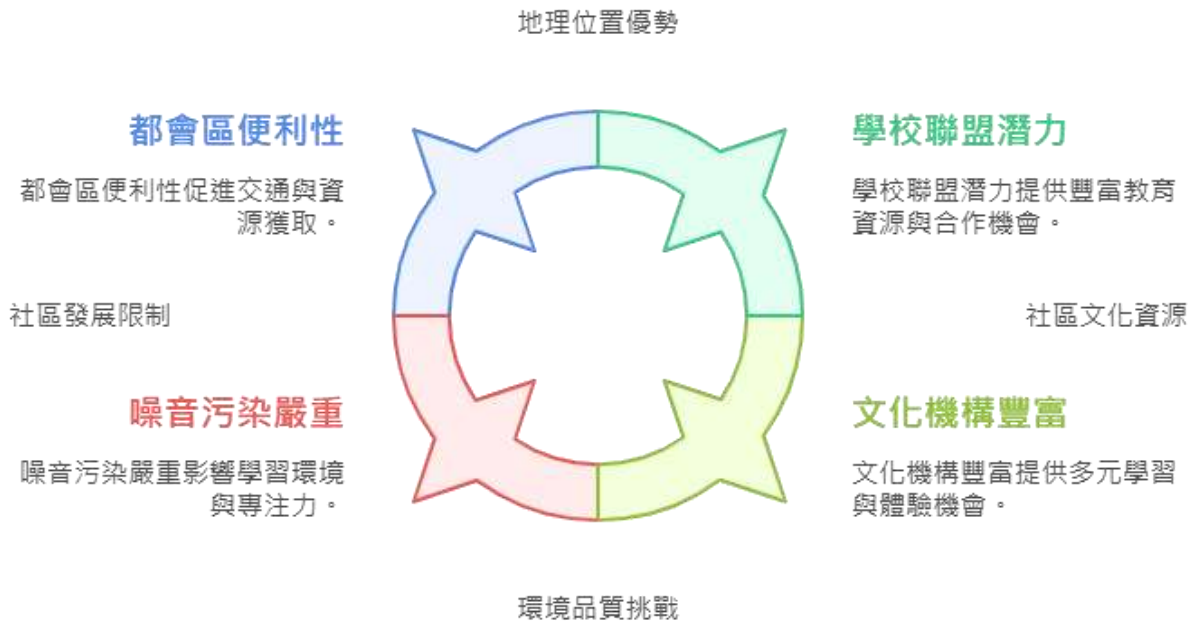 地理位置優勢
都會區便利性
都會區便利性促進交通與資
源獲取。
學校聯盟潛力
學校聯盟潛力提供豐富教育
資源與合作機會。
社區發展限制
社區文化資源
噪音污染嚴重
噪音污染嚴重影響學習環境
與專注力。
文化機構豐富
文化機構豐富提供多元學習
與體驗機會。
環境品質挑戰